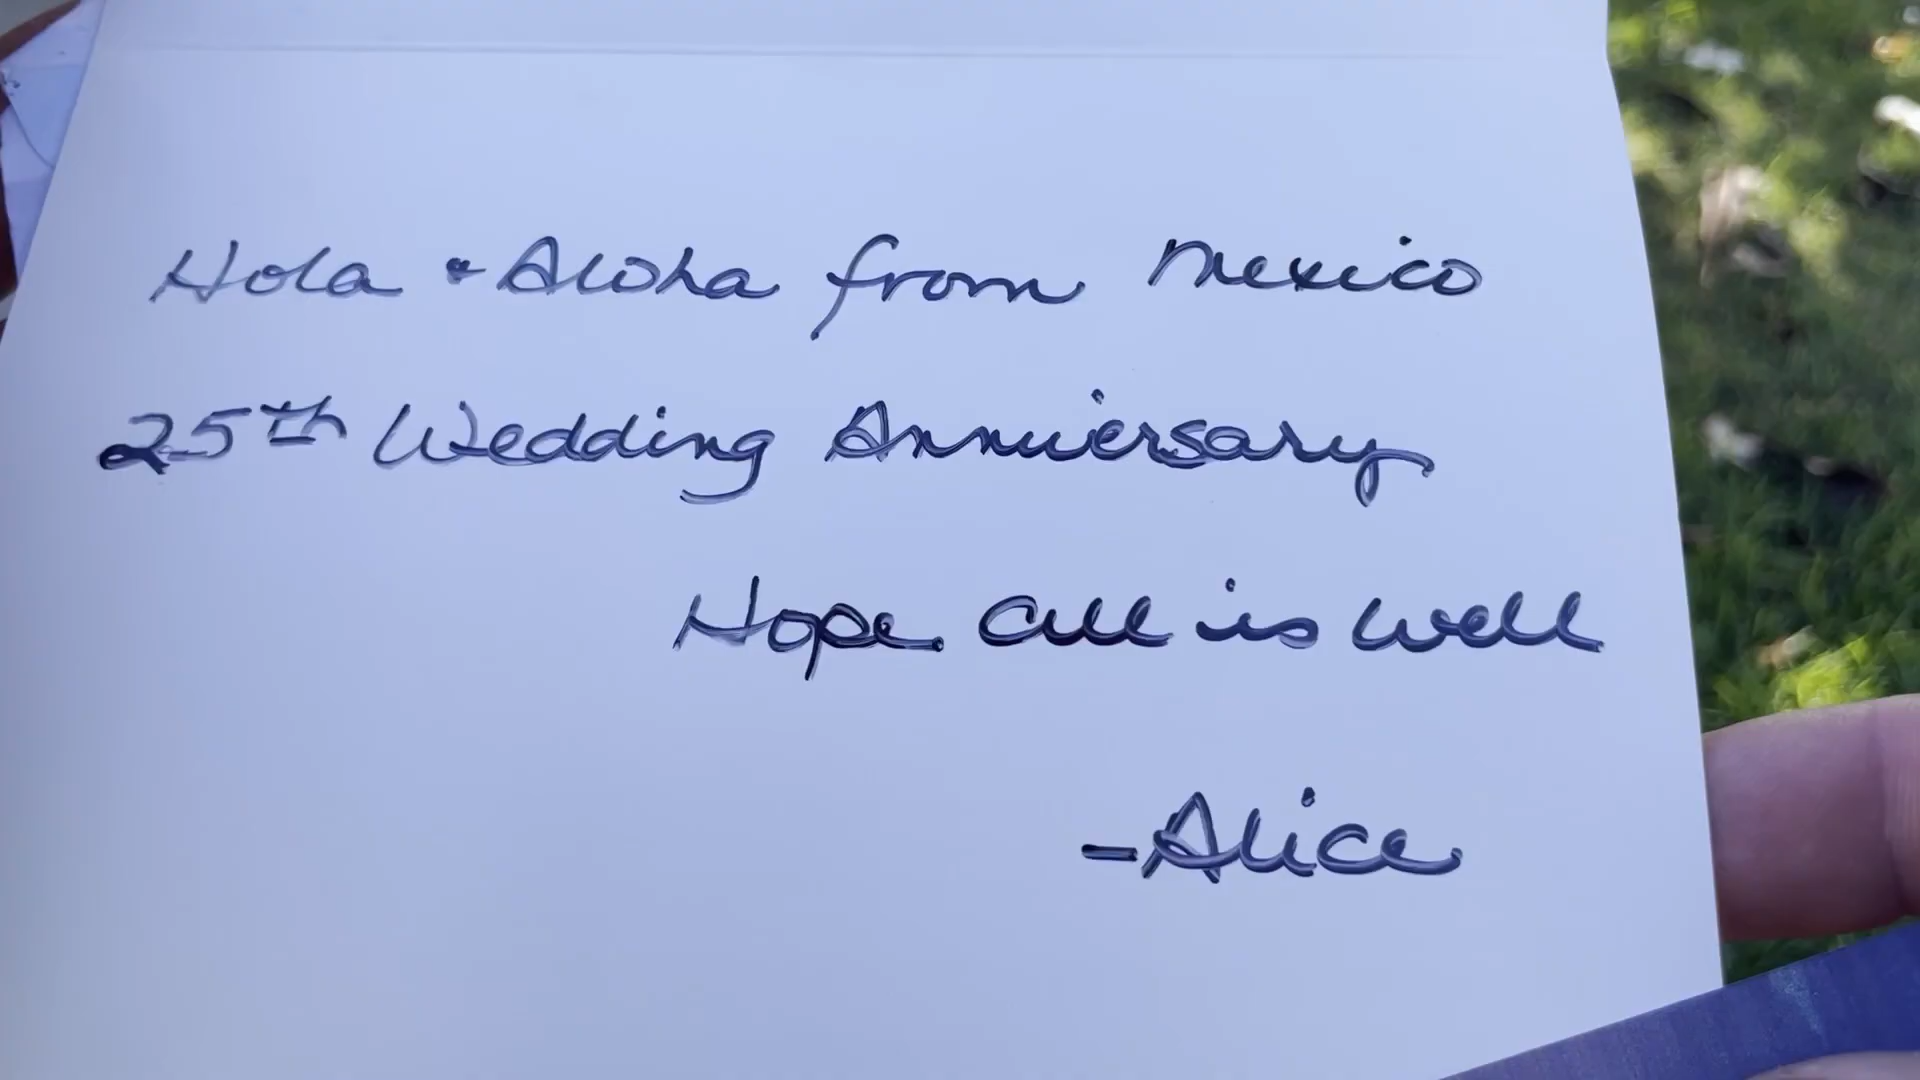 Hola & Aloha from Mexico
25th Wedding Anniversary
Hope all is well
-Alice